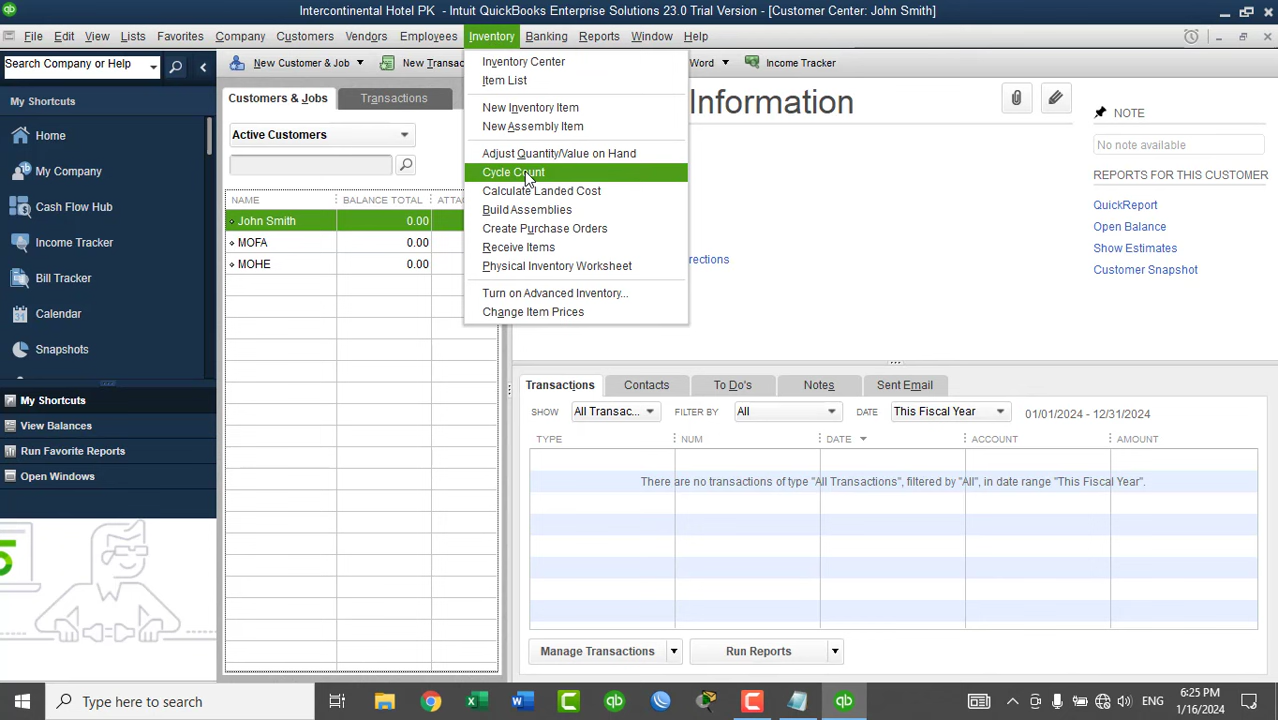 Intercontinental Hotel PK - Intuit QuickBooks Enterprise Solutions 23.0 Trial Version - [Customer Center: John Smith]
File Edit View Lists Favorites Company Customers Vendors Employees Inventory Banking Reports Window Help
Search Company or Help
My Shortcuts
Home
My Company
Cash Flow Hub
Income Tracker
Bill Tracker
Calendar
Snapshots
My Shortcuts
View Balances
Run Favorite Reports
Open Windows
New Customer & Job
New Transac
Word
Income Tracker
Customers & Jobs
Transactions
Active Customers
NAME BALANCE TOTAL ATTAC
John Smith 0.00
MOFA 0.00
MOHE 0.00
Inventory Center
Item List
New Inventory Item
New Assembly Item
Adjust Quantity/Value on Hand
Cycle Count
Calculate Landed Cost
Build Assemblies
Create Purchase Orders
Receive Items
Physical Inventory Worksheet
Turn on Advanced Inventory...
Change Item Prices
Information
rections
NOTE
No note available
REPORTS FOR THIS CUSTOMER
QuickReport
Open Balance
Show Estimates
Customer Snapshot
Transactions Contacts To Do's Notes Sent Email
SHOW All Transac... FILTER BY All DATE This Fiscal Year 01/01/2024 - 12/31/2024
TYPE NUM DATE ACCOUNT AMOUNT
There are no transactions of type "All Transactions", filtered by "All", in date range "This Fiscal Year".
Manage Transactions Run Reports
Type here to search
ENG
6:25 PM
1/16/2024